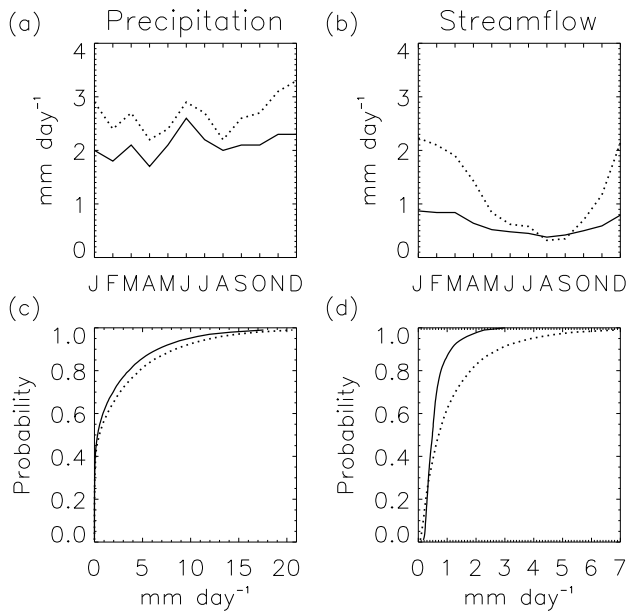 (a) Precipitation
(b) Streamflow
4
3
2
1
0
mm day⁻¹
J F M A M J J A S O N D
4
3
2
1
0
mm day⁻¹
J F M A M J J A S O N D
(c)
1.0
0.8
0.6
0.4
0.2
0.0
Probability
0 5 10 15 20
mm day⁻¹
(d)
1.0
0.8
0.6
0.4
0.2
0.0
Probability
0 1 2 3 4 5 6 7
mm day⁻¹